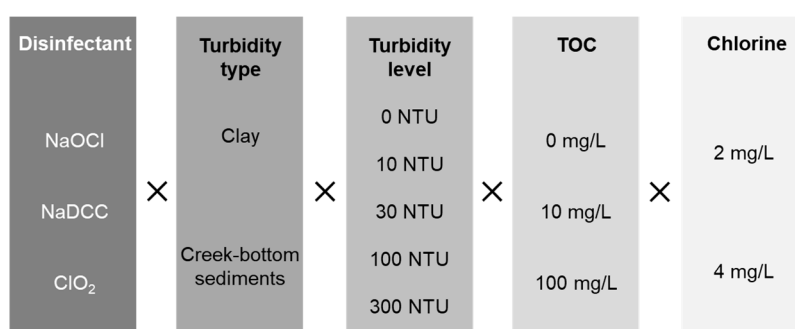 Disinfectant
NaOCl
NaDCC
ClO₂
×
Turbidity
type
Clay
Creek-bottom
sediments
×
Turbidity
level
0 NTU
10 NTU
30 NTU
100 NTU
300 NTU
×
TOC
0 mg/L
10 mg/L
100 mg/L
×
Chlorine
2 mg/L
4 mg/L